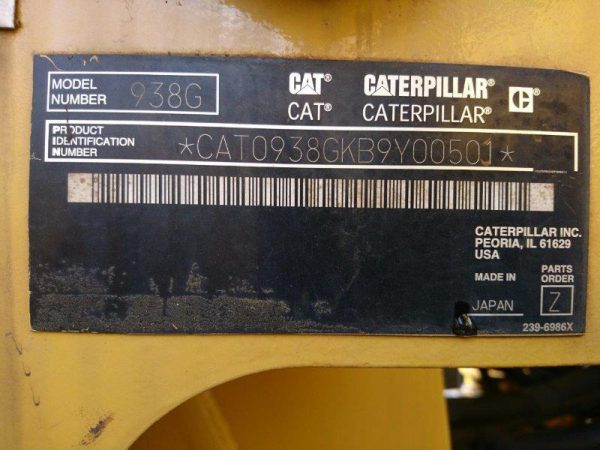 MODEL
NUMBER 938G
CAT® CATERPILLAR®
CAT® CATERPILLAR®
PRODUCT
IDENTIFICATION
NUMBER *CAT0938GKB9Y00501*
CATERPILLAR INC.
PEORIA, IL 61629
USA
MADE IN
PARTS
ORDER
JAPAN
Z
239-6986X